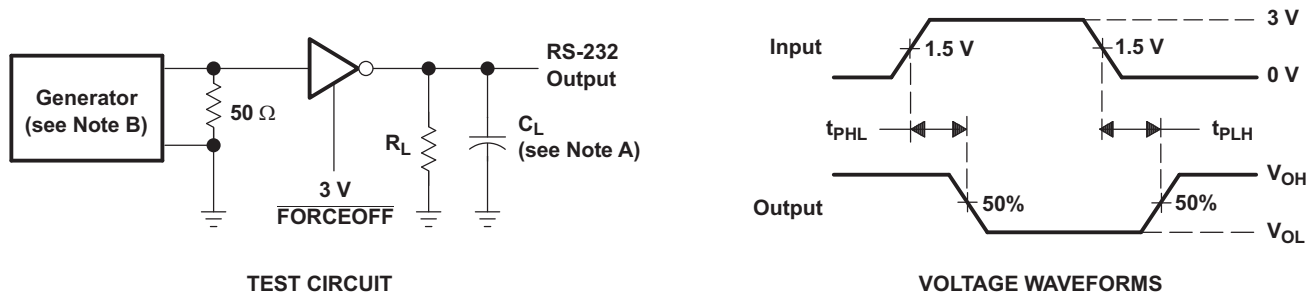 Generator
(see Note B)
50 Ω
3 V
FORCEOFF
R_L
C_L
(see Note A)
RS-232
Output
TEST CIRCUIT
Input
1.5 V
1.5 V
3 V
0 V
t_PHL
t_PLH
Output
50%
50%
V_OH
V_OL
VOLTAGE WAVEFORMS